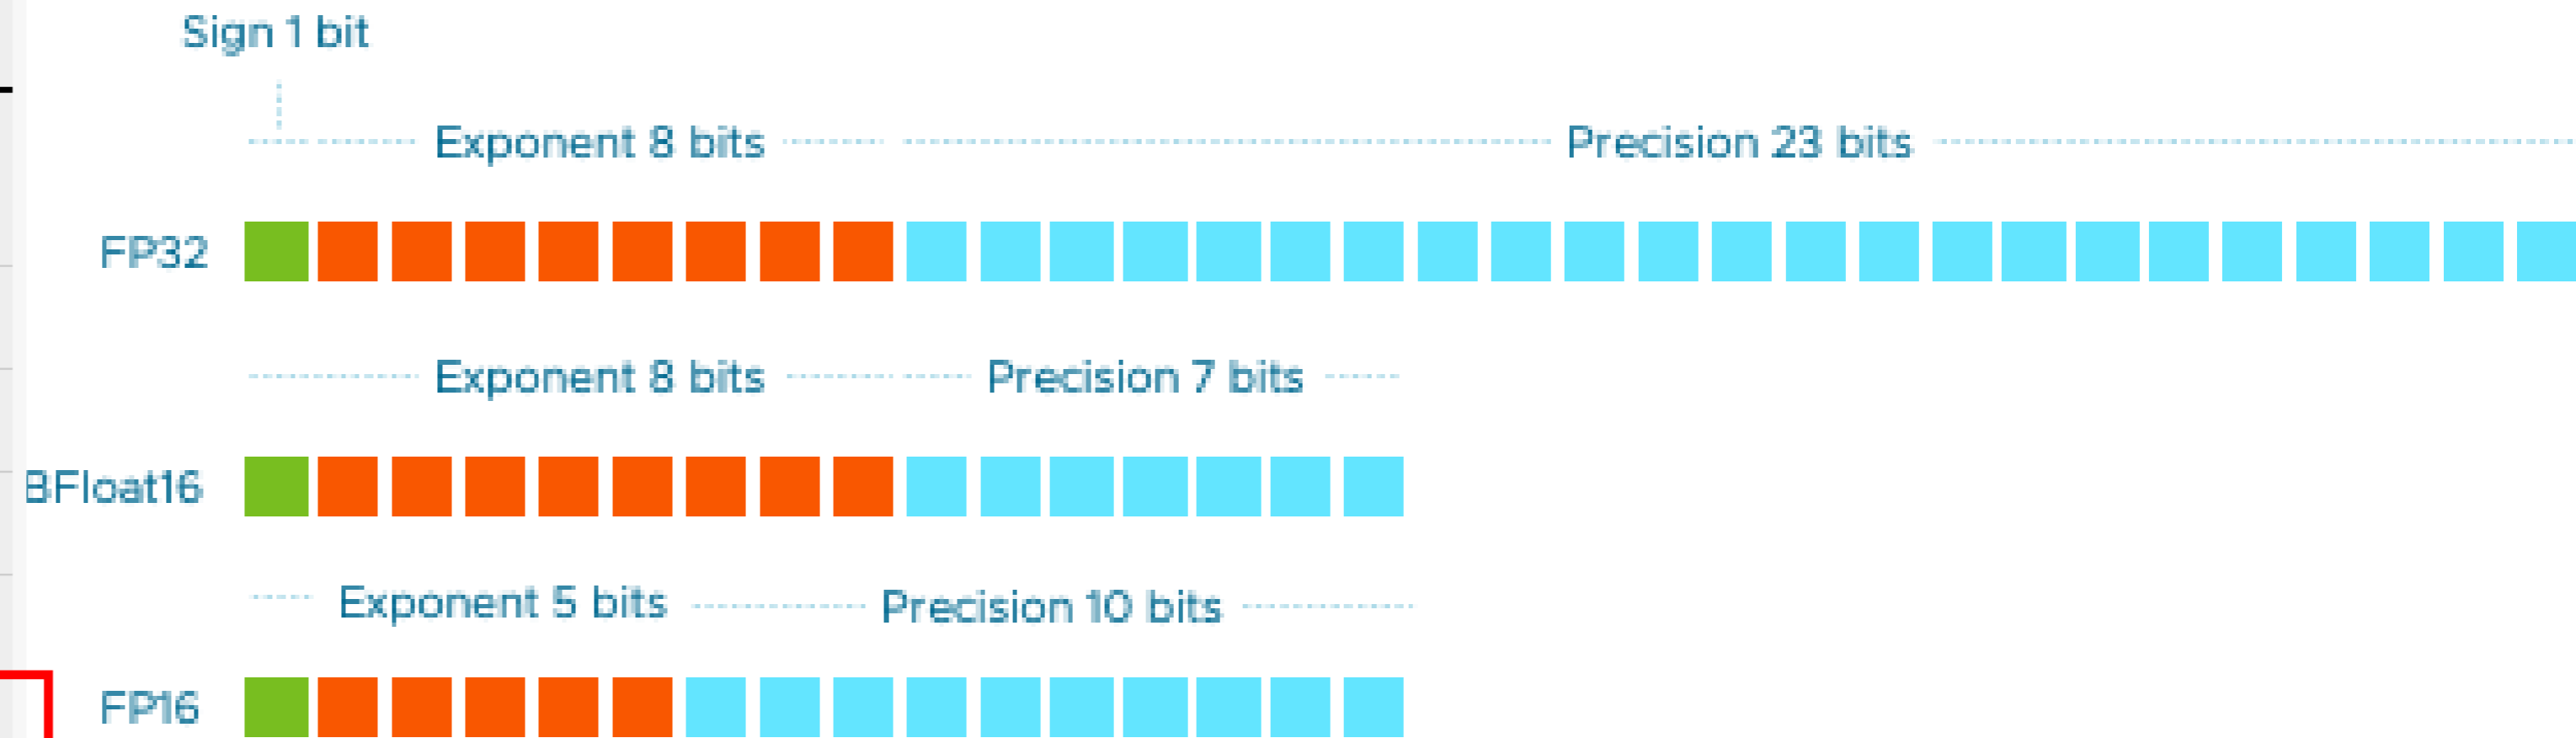 Sign 1 bit
Exponent 8 bits Precision 23 bits
FP32
Exponent 8 bits Precision 7 bits
BFloat16
Exponent 5 bits Precision 10 bits
FP16